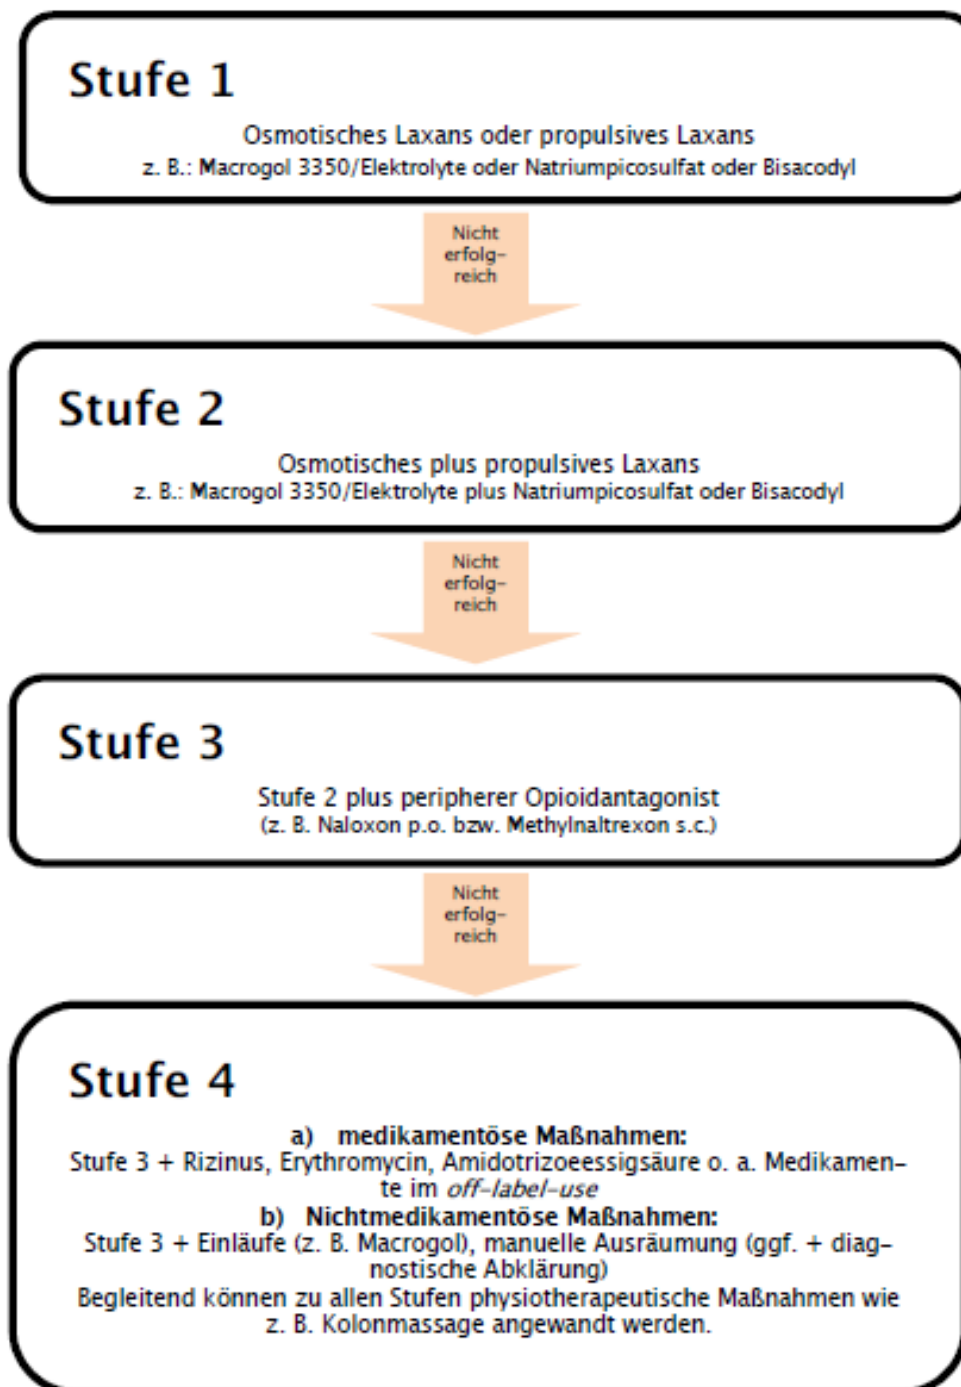 Stufe 1
Osmotisches Laxans oder propulsives Laxans
z. B.: Macrogol 3350/Elektrolyte oder Natriumpicosulfat oder Bisacodyl
Nicht
erfolg-
reich
Stufe 2
Osmotisches plus propulsives Laxans
z. B.: Macrogol 3350/Elektrolyte plus Natriumpicosulfat oder Bisacodyl
Nicht
erfolg-
reich
Stufe 3
Stufe 2 plus peripherer Opioidantagonist
(z. B. Naloxon p.o. bzw. Methylnaltrexon s.c.)
Nicht
erfolg-
reich
Stufe 4
a) medikamentöse Maßnahmen:
Stufe 3 + Rizinus, Erythromycin, Amidotrizoeessigsäure o. a. Medikamen-
te im off-label-use
b) Nichtmedikamentöse Maßnahmen:
Stufe 3 + Einläufe (z. B. Macrogol), manuelle Ausräumung (ggf. + diag-
nostische Abklärung)
Begleitend können zu allen Stufen physiotherapeutische Maßnahmen wie
z. B. Kolonmassage angewandt werden.